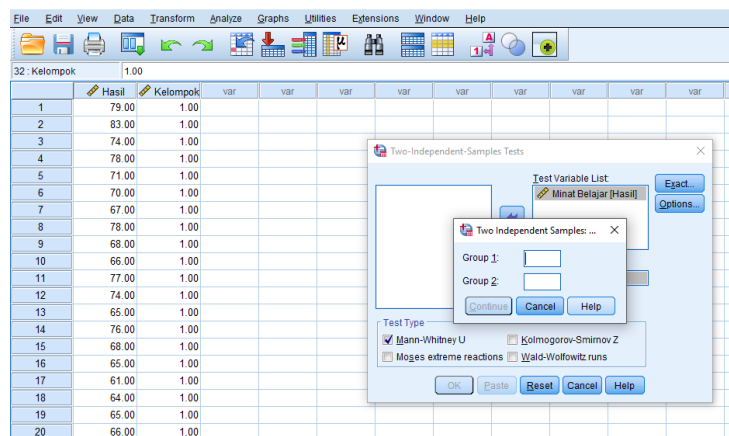 File Edit View Data Transform Analyze Graphs Utilities Extensions Window Help
32 : Kelompok 1.00
Hasil Kelompok var var var var var var var var var
1 79.00 1.00
2 83.00 1.00
3 74.00 1.00
4 78.00 1.00
5 71.00 1.00
6 70.00 1.00
7 67.00 1.00
8 78.00 1.00
9 68.00 1.00
10 66.00 1.00
11 77.00 1.00
12 74.00 1.00
13 65.00 1.00
14 76.00 1.00
15 68.00 1.00
16 65.00 1.00
17 61.00 1.00
18 64.00 1.00
19 65.00 1.00
20 66.00 1.00
Two-Independent-Samples Tests
Test Variable List:
Minat Belajar [Hasil]
Exact...
Options...
Two Independent Samples: ...
Group 1:
Group 2:
Continue Cancel Help
Test Type
Mann-Whitney U Kolmogorov-Smirnov Z
Moses extreme reactions Wald-Wolfowitz runs
OK Paste Reset Cancel Help